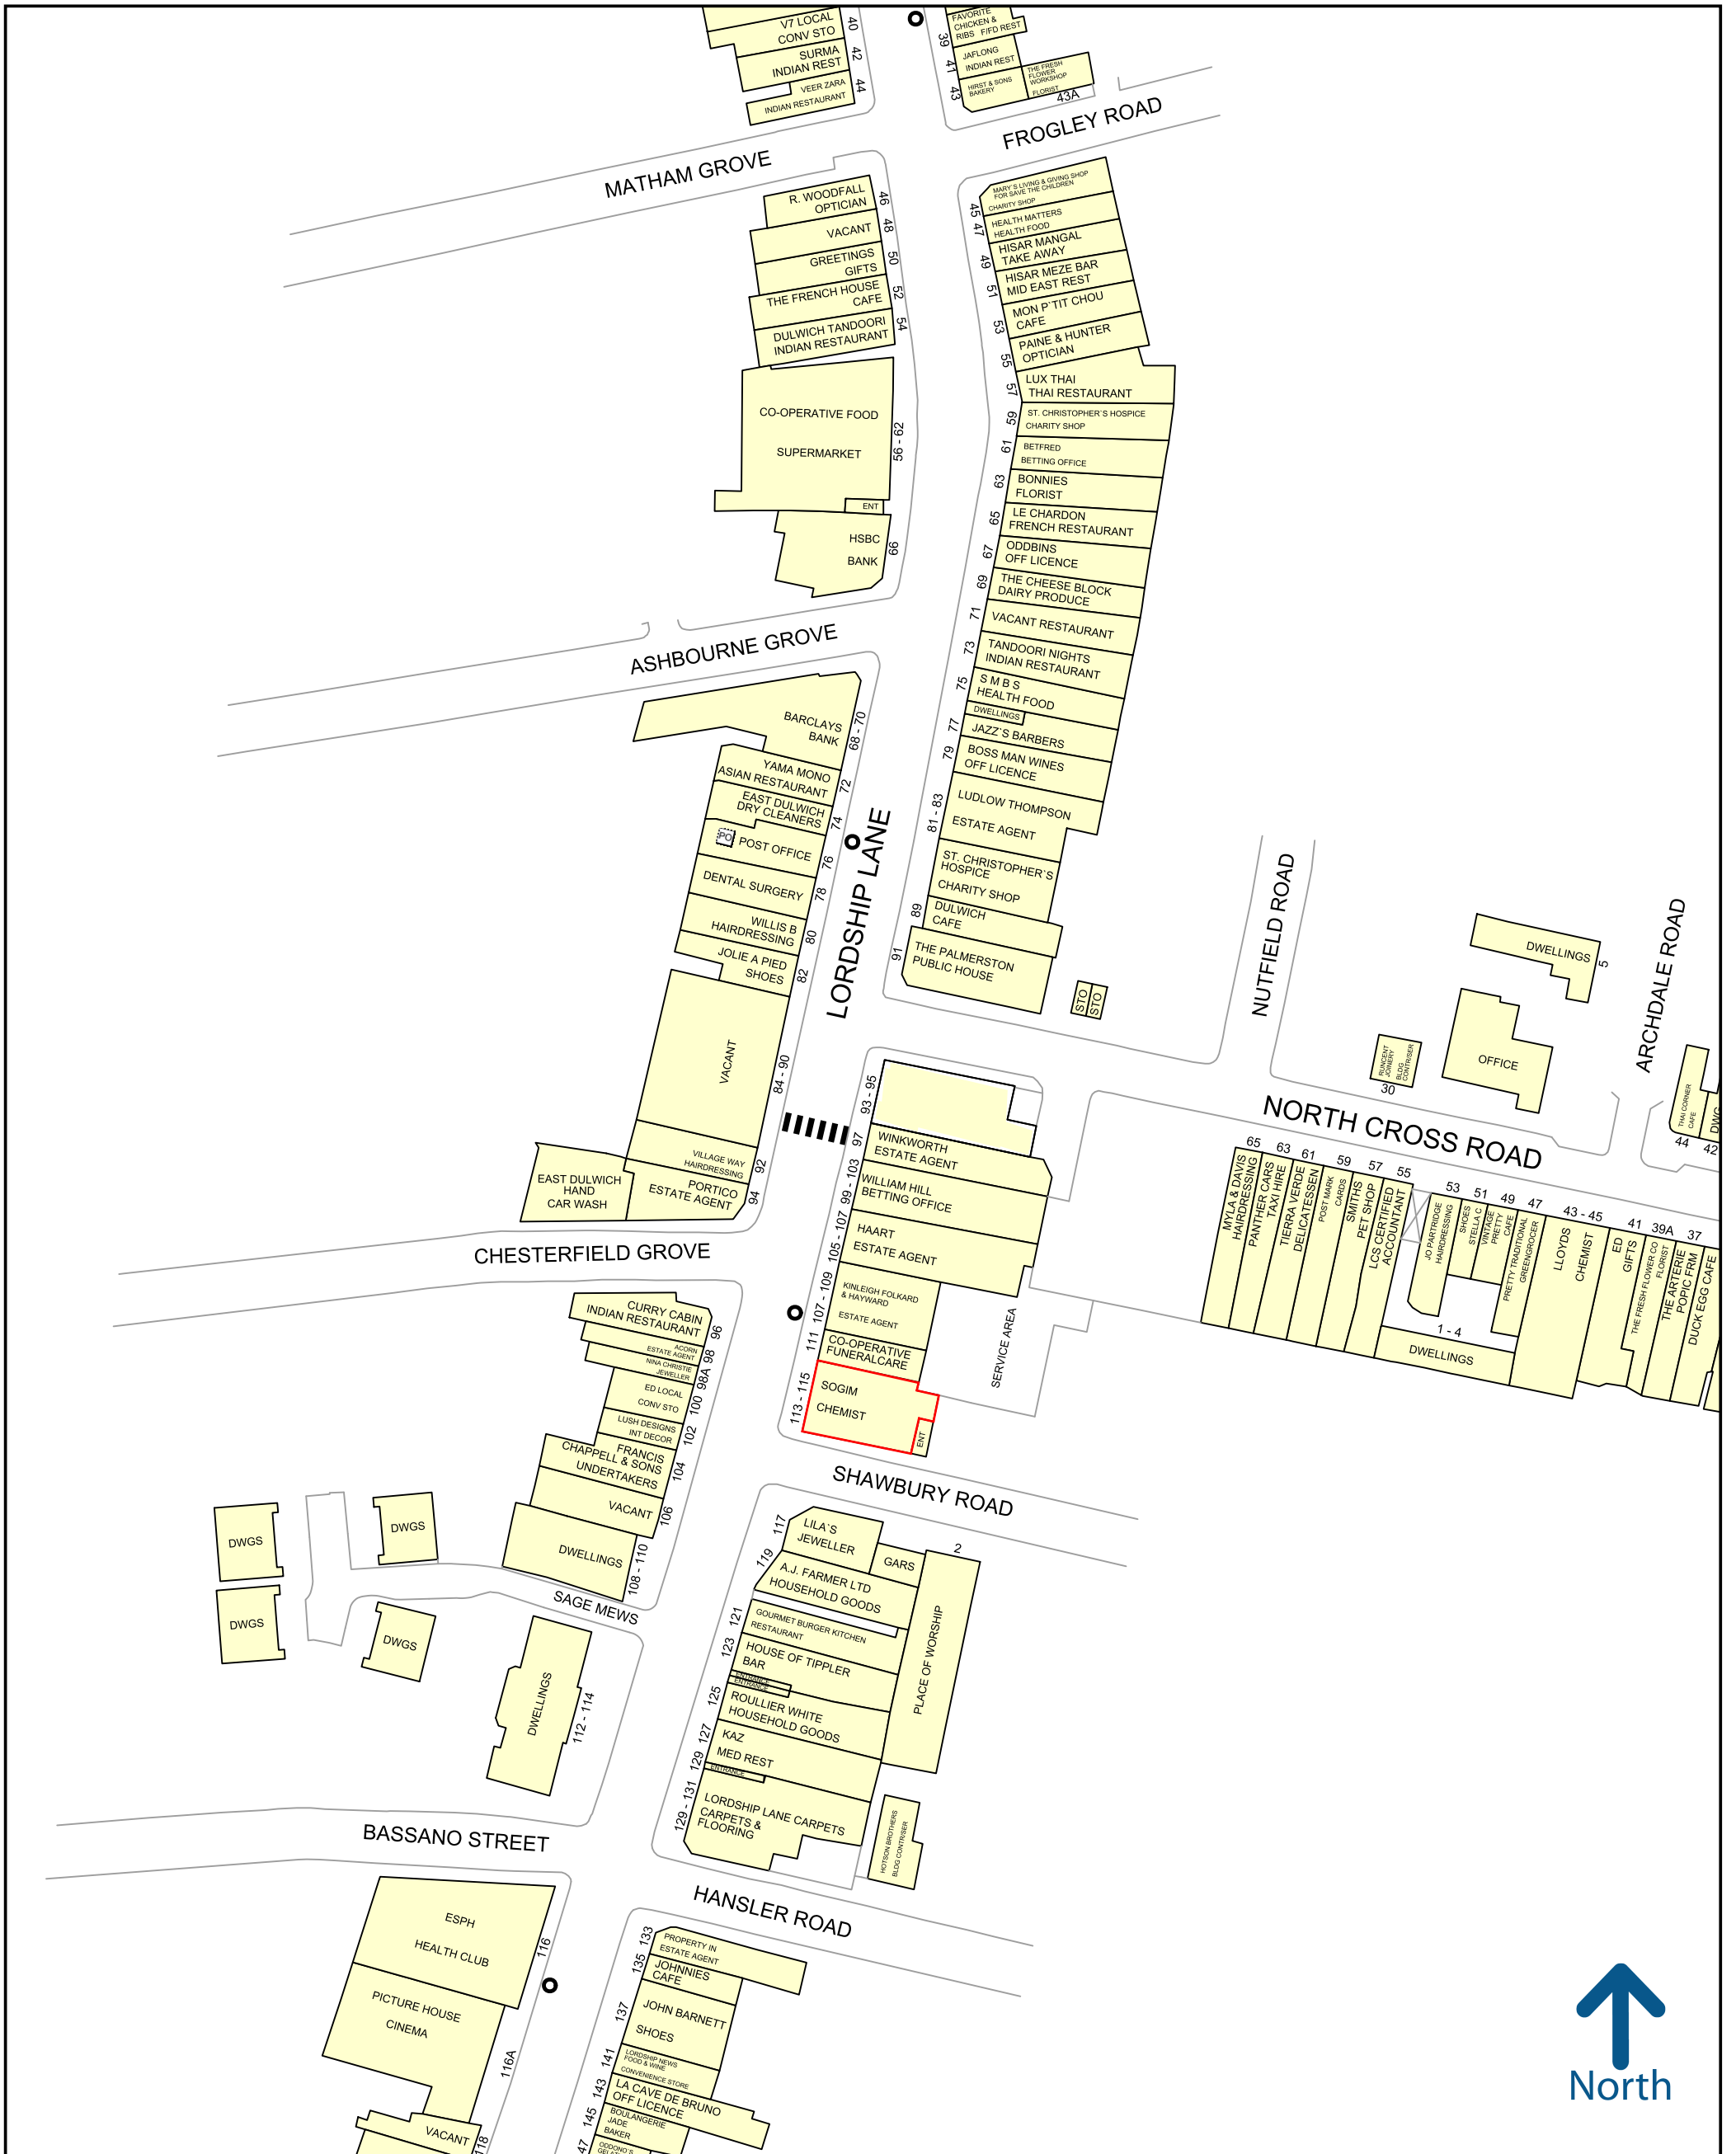 V7 LOCAL
CONV STO
40
SURMA
INDIAN REST
42
VEER ZARA
INDIAN RESTAURANT
44
FAVORITE
CHICKEN &
RIBS F/FD REST
39
JAFLONG
INDIAN REST
41
HIRST & SONS
BAKERY
43
THE FRESH
FLOWER
WORKSHOP
FLORIST
43A
FROGLEY ROAD
MATHAM GROVE
R. WOODFALL
OPTICIAN
46
VACANT
48
GREETINGS
GIFTS
50
THE FRENCH HOUSE
CAFE
52
DULWICH TANDOORI
INDIAN RESTAURANT
54
CO-OPERATIVE FOOD
SUPERMARKET
56 - 62
ENT
HSBC
BANK
66
MARY`S LIVING & GIVING SHOP
FOR SAVE THE CHILDREN
CHARITY SHOP
45
HEALTH MATTERS
HEALTH FOOD
47
HISAR MANGAL
TAKE AWAY
49
HISAR MEZE BAR
MID EAST REST
51
MON P`TIT CHOU
CAFE
53
PAINE & HUNTER
OPTICIAN
55
LUX THAI
THAI RESTAURANT
57
ST. CHRISTOPHER`S HOSPICE
CHARITY SHOP
59
BETFRED
BETTING OFFICE
61
BONNIES
FLORIST
63
LE CHARDON
FRENCH RESTAURANT
65
ODDBINS
OFF LICENCE
67
THE CHEESE BLOCK
DAIRY PRODUCE
69
VACANT RESTAURANT
71
TANDOORI NIGHTS
INDIAN RESTAURANT
73
S M B S
HEALTH FOOD
75
DWELLINGS
JAZZ`S BARBERS
77
BOSS MAN WINES
OFF LICENCE
79
LUDLOW THOMPSON
ESTATE AGENT
81 - 83
ST. CHRISTOPHER`S
HOSPICE
CHARITY SHOP
DULWICH
CAFE
89
THE PALMERSTON
PUBLIC HOUSE
91
STO
STO
ASHBOURNE GROVE
BARCLAYS
BANK
68 - 70
YAMA MONO
ASIAN RESTAURANT
72
EAST DULWICH
DRY CLEANERS
74
PO
POST OFFICE
76
DENTAL SURGERY
78
WILLIS B
HAIRDRESSING
80
JOLIE A PIED
SHOES
82
VACANT
84 - 90
VILLAGE WAY
HAIRDRESSING
92
PORTICO
ESTATE AGENT
94
EAST DULWICH
HAND
CAR WASH
LORDSHIP LANE
NUTFIELD ROAD
ARCHDALE ROAD
DWELLINGS
5
OFFICE
RUNCENT
JOINERY
BLDG
CONTR/SER
30
THAI CORNER
CAFE
44
DWG
42
NORTH CROSS ROAD
65
MYLA & DAVIS
HAIRDRESSING
63
PANTHER CARS
TAXI HIRE
61
TIERRA VERDE
DELICATESSEN
59
POST MARK
CARDS
57
SMITHS
PET SHOP
55
LCS CERTIFIED
ACCOUNTANT
53
JO PARTRIDGE
HAIRDRESSING
51
SHOES
STELLA C
49
VINTAGE
PRETTY
CAFE
47
PRETTY TRADITIONAL
GREENGROCER
43 - 45
LLOYDS
CHEMIST
41
ED
GIFTS
39A
THE FRESH FLOWER CO
FLORIST
37
THE ARTERIE
POPIC FRM
DUCK EGG CAFE
1 - 4
DWELLINGS
93 - 95
97
WINKWORTH
ESTATE AGENT
99 - 103
WILLIAM HILL
BETTING OFFICE
105 - 107
HAART
ESTATE AGENT
107 - 109
KINLEIGH FOLKARD
& HAYWARD
ESTATE AGENT
111
CO-OPERATIVE
FUNERALCARE
113 - 115
SOGIM
CHEMIST
ENT
SERVICE AREA
CHESTERFIELD GROVE
CURRY CABIN
INDIAN RESTAURANT
96
ACORN
ESTATE AGENT
98
NINA CHRISTIE
JEWELLER
98A
ED LOCAL
CONV STO
100
LUSH DESIGNS
INT DECOR
102
FRANCIS
CHAPPELL & SONS
UNDERTAKERS
104
VACANT
106
DWELLINGS
108 - 110
SAGE MEWS
DWGS
DWGS
DWGS
DWGS
DWELLINGS
112 - 114
SHAWBURY ROAD
117
LILA`S
JEWELLER
GARS
2
PLACE OF WORSHIP
119
A.J. FARMER LTD
HOUSEHOLD GOODS
121
GOURMET BURGER KITCHEN
RESTAURANT
123
HOUSE OF TIPPLER
BAR
ENTRANCE
ENTRANCE
125
ROULLIER WHITE
HOUSEHOLD GOODS
127
KAZ
MED REST
129
ENTRANCE
129 - 131
LORDSHIP LANE CARPETS
CARPETS &
FLOORING
HOTSON BROTHERS
BLDG CONTR/SER
BASSANO STREET
HANSLER ROAD
ESPH
HEALTH CLUB
116
PICTURE HOUSE
CINEMA
116A
VACANT
118
133
PROPERTY IN
ESTATE AGENT
135
JOHNNIES
CAFE
137
JOHN BARNETT
SHOES
141
LORDSHIP NEWS
FOOD & WINE
CONVENIENCE STORE
143
LA CAVE DE BRUNO
OFF LICENCE
145
BOULANGERIE
JADE
BAKER
47
ODDONO'S
North